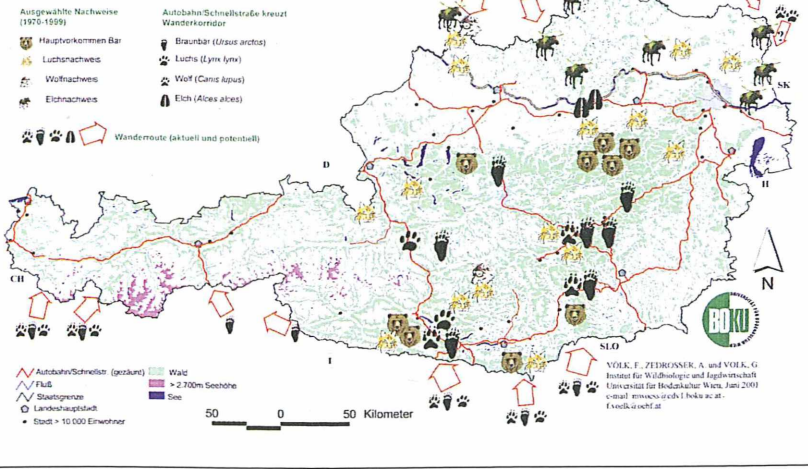 Ausgewählte Nachweise
(1970-1999)
Hauptvorkommen Bär
Luchsnachweis
Wolfnachweis
Elchnachweis
Autobahn/Schnellstraße kreuzt
Wanderkorridor
Braunbär (Ursus arctos)
Luchs (Lynx lynx)
Wolf (Canis lupus)
Elch (Alces alces)
Wanderroute (aktuell und potentiell)
?
SK
D
H
CH
I
SLO
N
BOKU
Autobahn/Schnellstr. (gezäunt)
Fluß
Staatsgrenze
Landeshauptstadt
Stadt > 10 000 Einwohner
Wald
> 2.700m Seehöhe
See
50 0 50 Kilometer
VÖLK, F., ZEDROSSER, A. und VÖLK, G
Institut für Wildbiologie und Jagdwirtschaft
Universität für Bodenkultur Wien, Juni 2001
e-mail